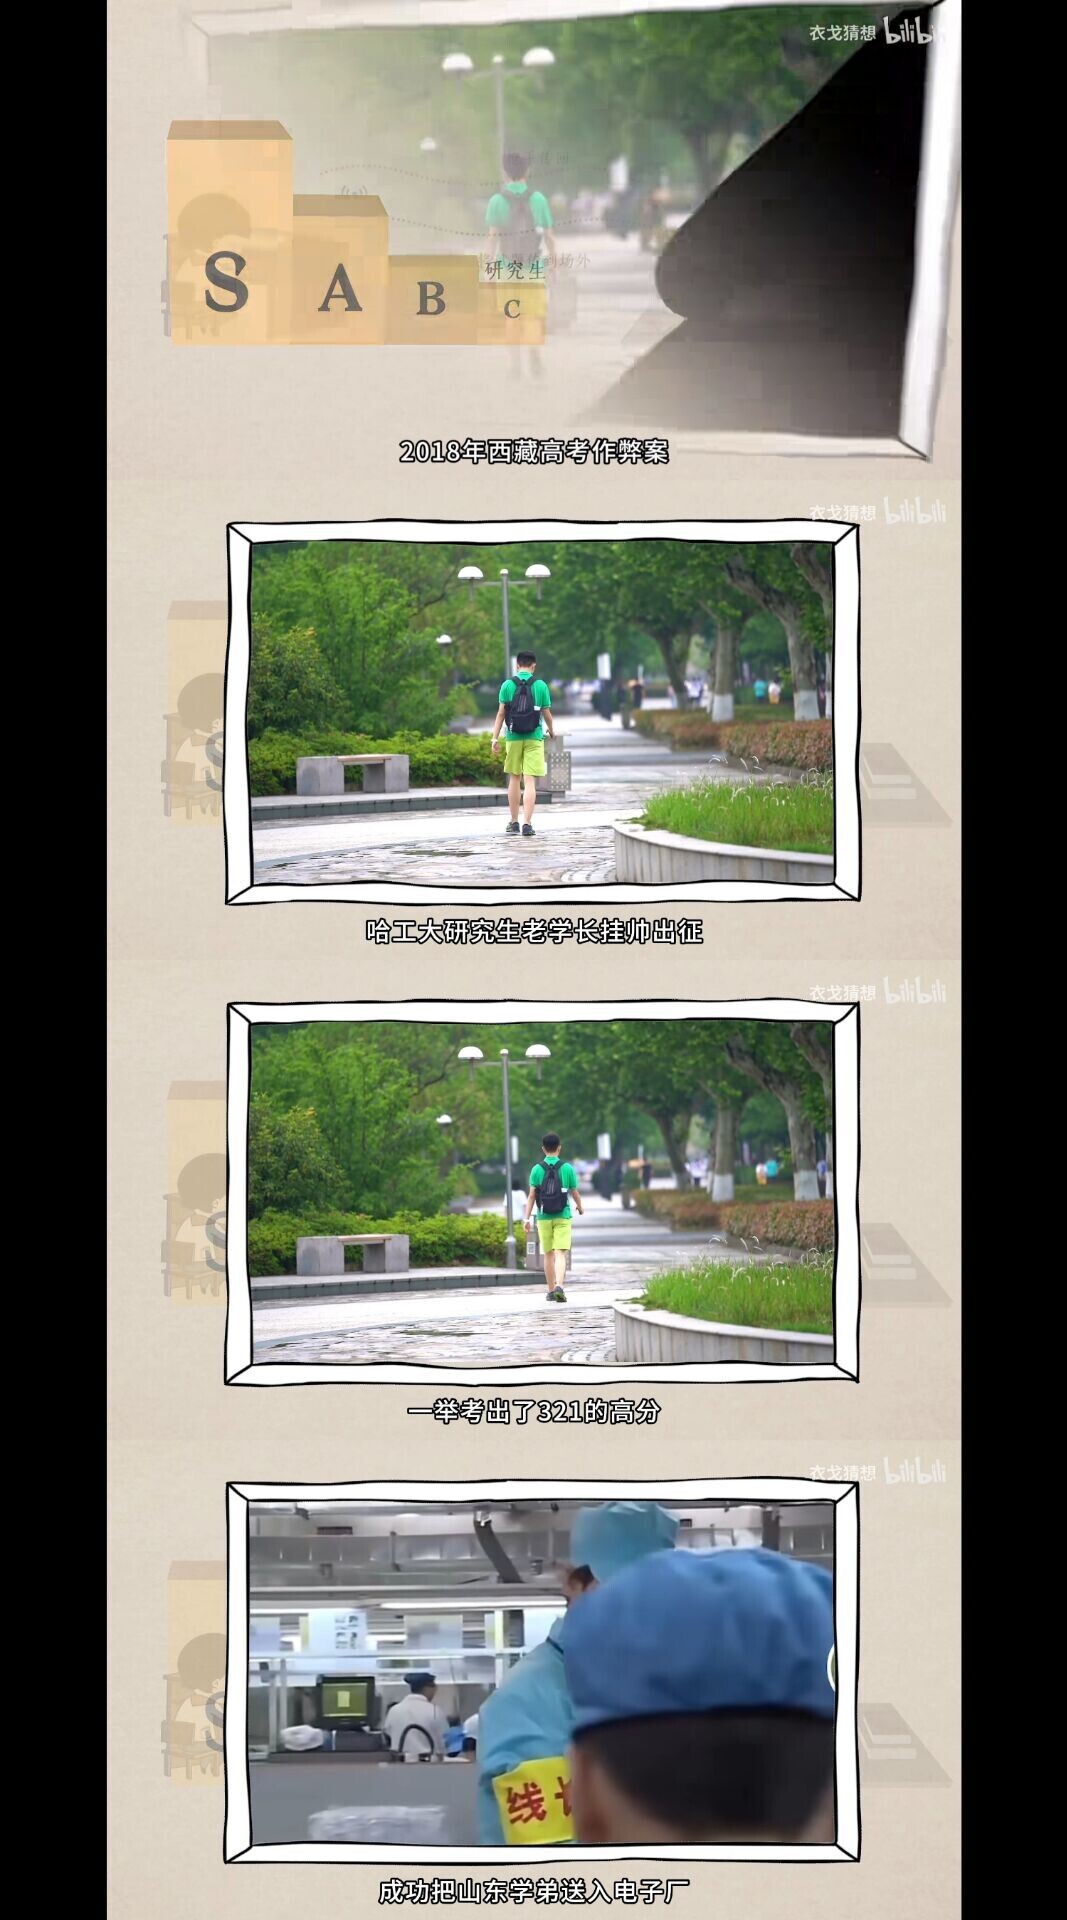 衣戈猜想 bilibili
S
A
B
研究生
C
2018年西藏高考作弊案
衣戈猜想 bilibili
哈工大研究生老学长挂帅出征
衣戈猜想 bilibili
一举考出了321的高分
衣戈猜想 bilibili
线
成功把山东学弟送入电子厂